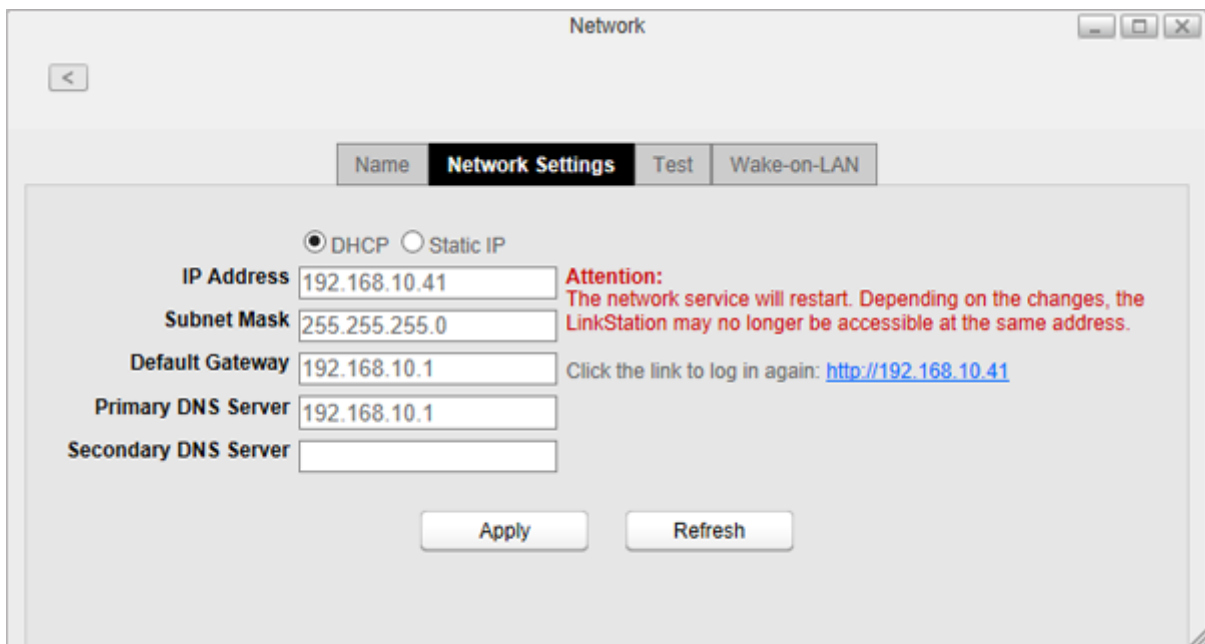 Network
<
Name Network Settings Test Wake-on-LAN
DHCP Static IP
IP Address 192.168.10.41
Attention:
The network service will restart. Depending on the changes, the
LinkStation may no longer be accessible at the same address.
Subnet Mask 255.255.255.0
Default Gateway 192.168.10.1
Click the link to log in again: http://192.168.10.41
Primary DNS Server 192.168.10.1
Secondary DNS Server
Apply Refresh